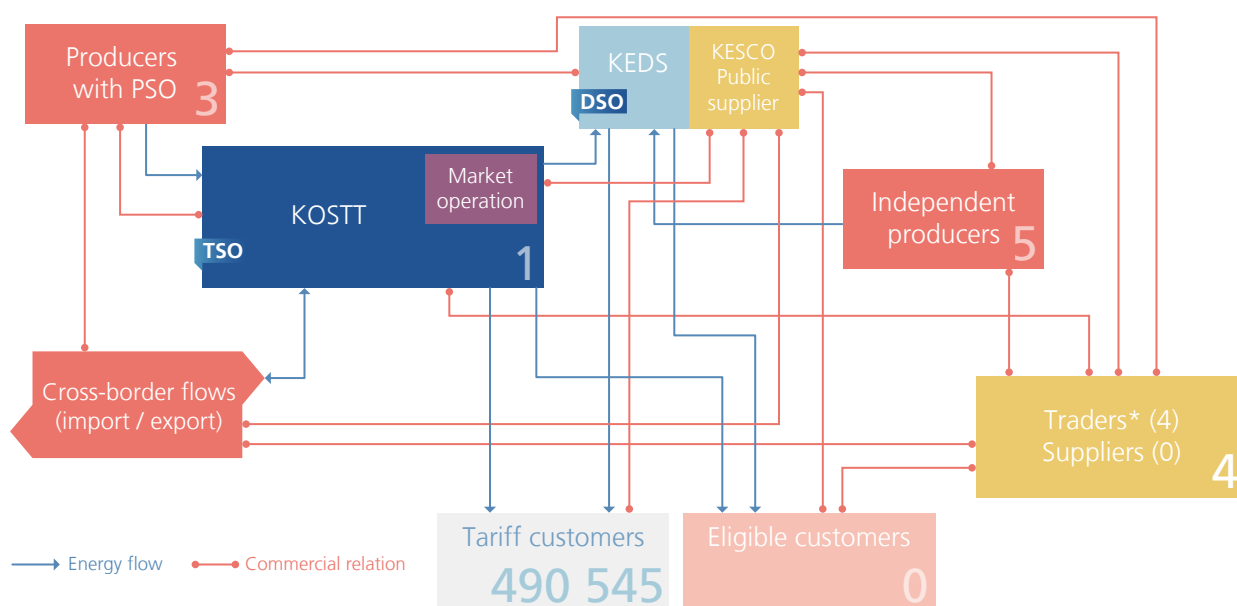 Producers
with PSO
3
KEDS
DSO
KESCO
Public
supplier
Market
operation
KOSTT
TSO
1
Independent
producers
5
Cross-border flows
(import / export)
Traders* (4)
Suppliers (0)
4
Tariff customers
490 545
Eligible customers
0
Energy flow
Commercial relation